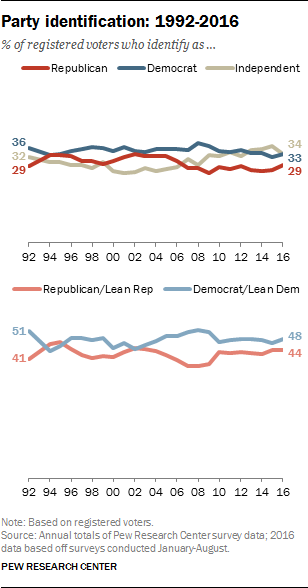 Party identification: 1992-2016
% of registered voters who identify as ...
Republican Democrat Independent
36
32
29
34
33
29
92 94 96 98 00 02 04 06 08 10 12 14 16
Republican/Lean Rep Democrat/Lean Dem
51
41
48
44
92 94 96 98 00 02 04 06 08 10 12 14 16
Note: Based on registered voters.
Source: Annual totals of Pew Research Center survey data; 2016
data based off surveys conducted January-August.
PEW RESEARCH CENTER